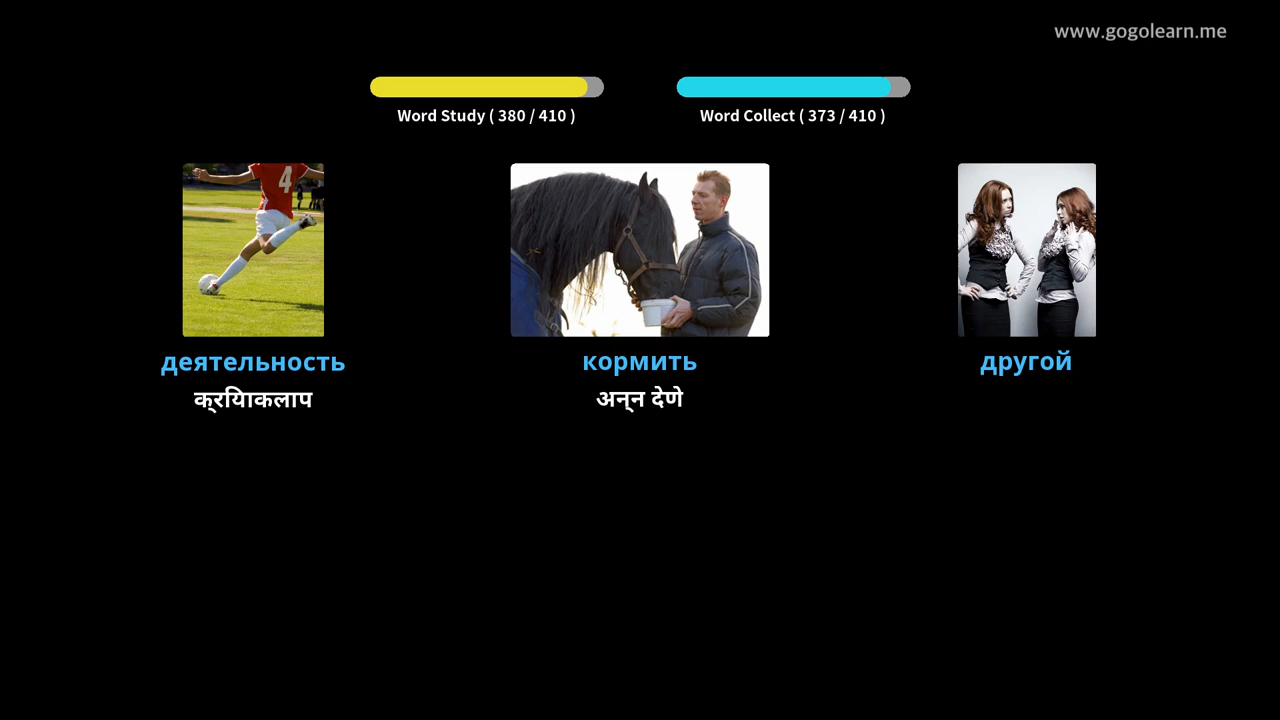 www.gogolearn.me
Word Study ( 380 / 410 )
Word Collect ( 373 / 410 )
деятельность
кормить
другой
क्रियाकलाप
अन्न देणे